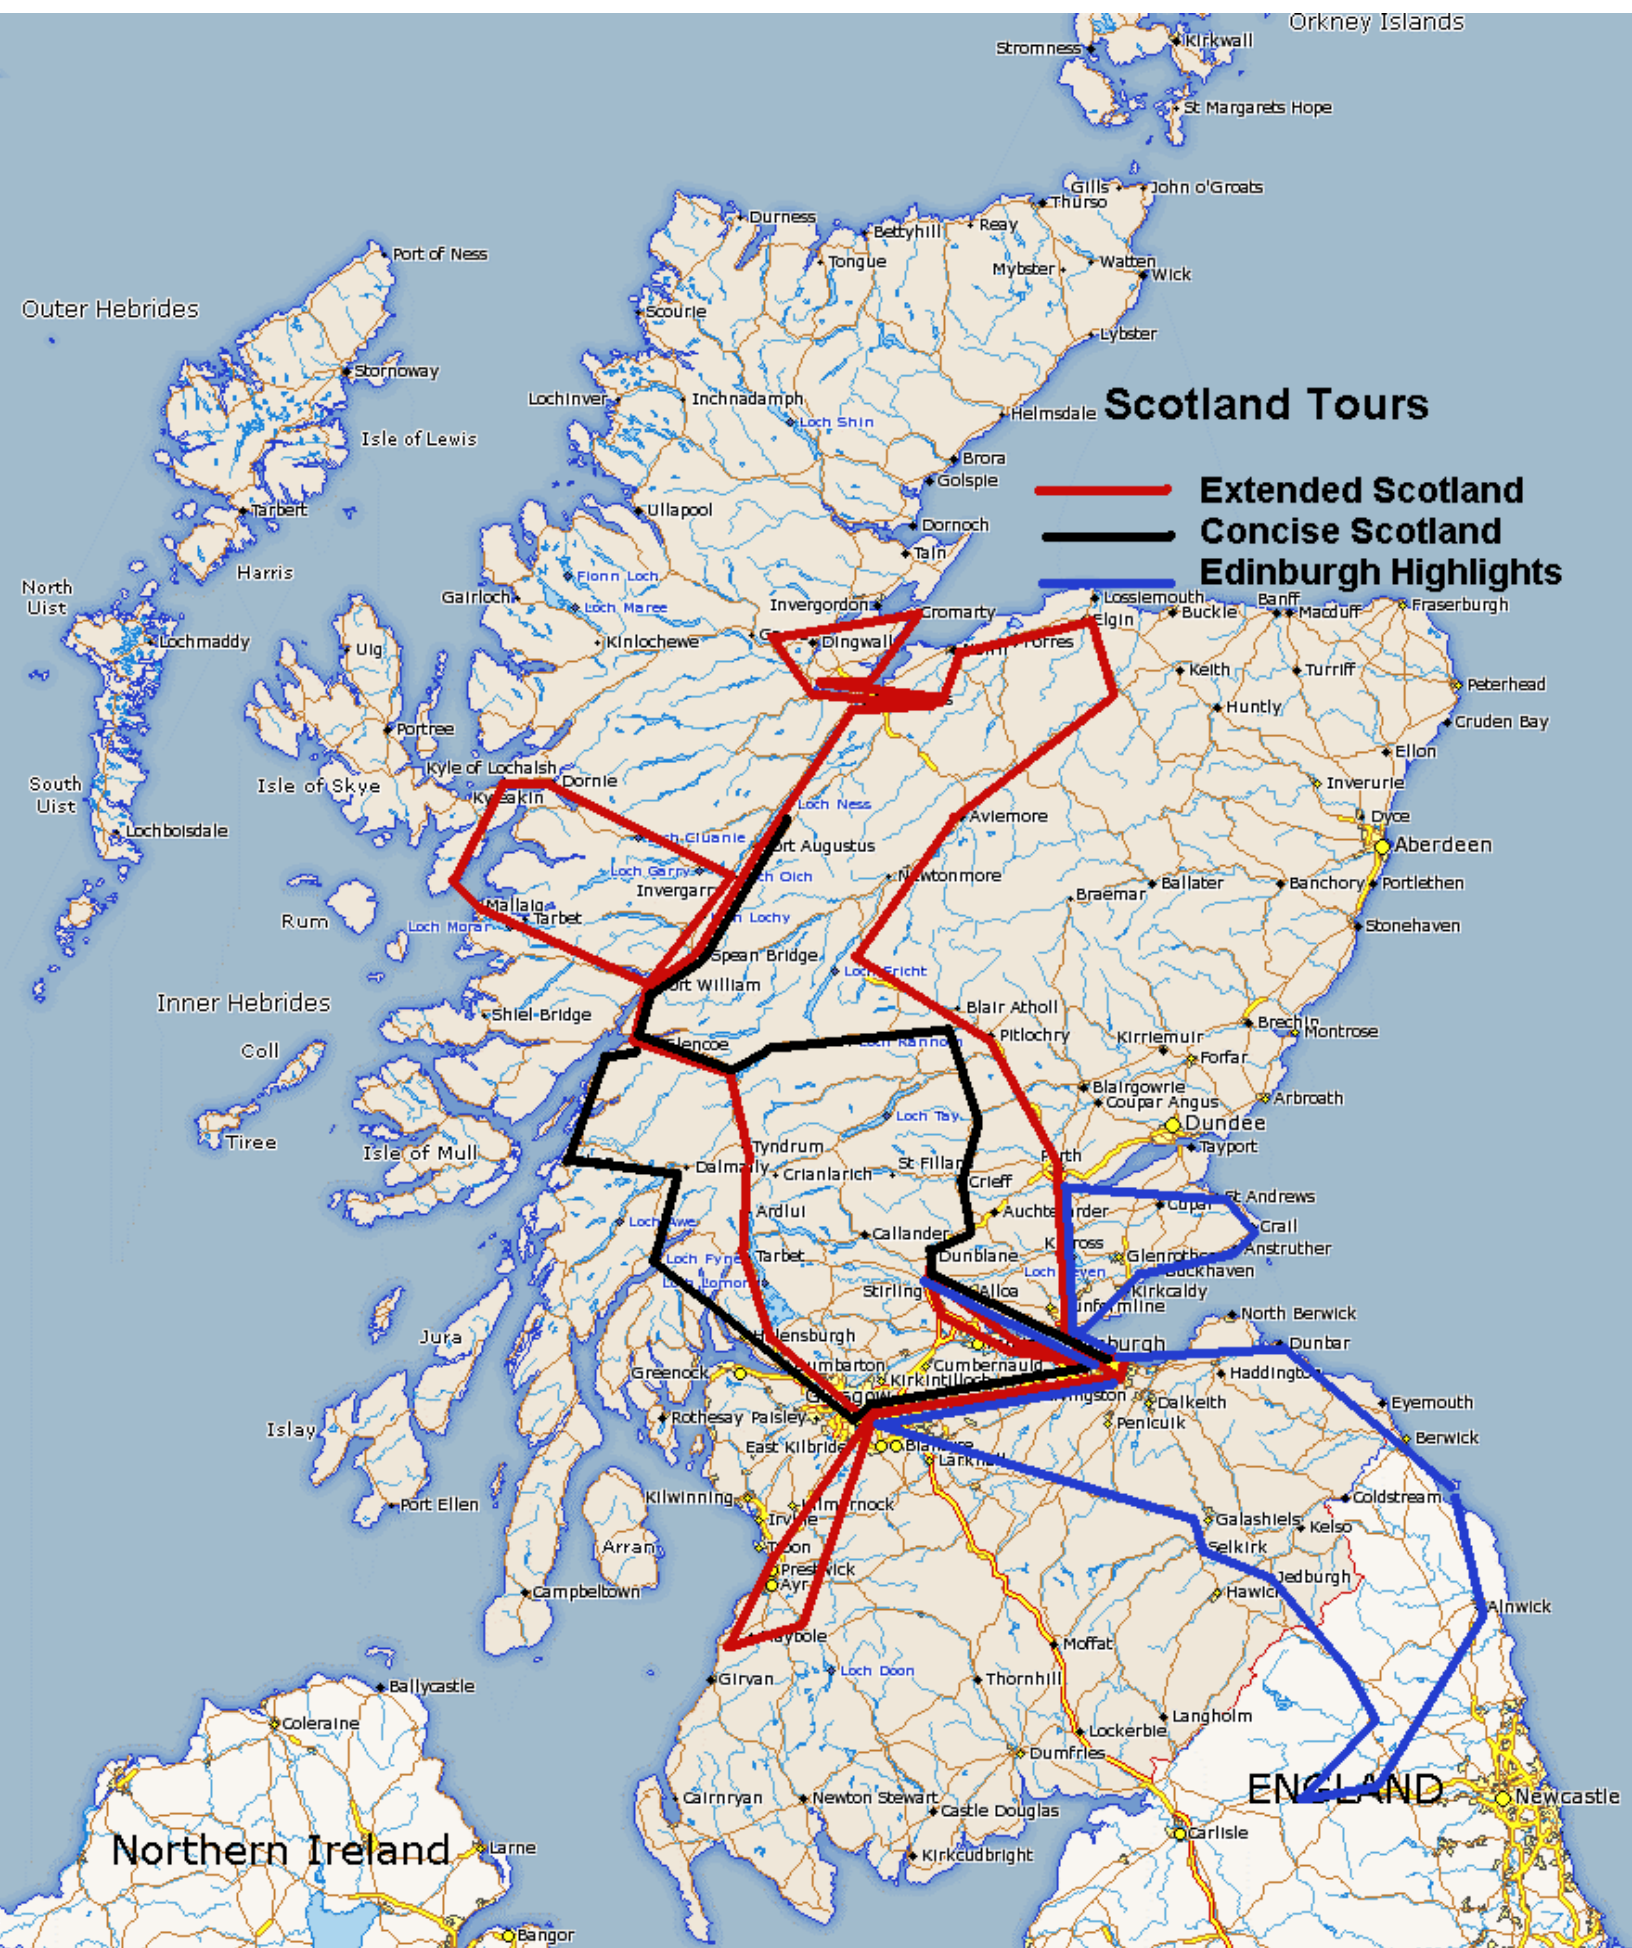 Orkney Islands
Stromness
Kirkwall
St Margarets Hope
Gills
John o'Groats
Thurso
Durness
Bettyhill
Reay
Port of Ness
Tongue
Mybster
Watten
Wick
Outer Hebrides
Scourie
Lybster
Stornoway
Lochinver
Inchnadamph
Helmsdale
Scotland Tours
Loch Shin
Isle of Lewis
Brora
Golspie
Extended Scotland
Tarbert
Ullapool
Dornoch
Concise Scotland
Tain
Harris
Fionn Loch
Edinburgh Highlights
North
Uist
Gairloch
Loch Maree
Invergordon
Cromarty
Lossiemouth
Buckie
Banff
Macduff
Fraserburgh
Elgin
Lochmaddy
Uig
Kinlochewe
Dingwall
Forres
Keith
Turriff
Peterhead
Huntly
Cruden Bay
Portree
Ellon
Kyle of Lochalsh
Dornie
Isle of Skye
South
Uist
Inverurie
Loch Ness
Lochboisdale
Aviemore
Dyce
Aberdeen
Loch Garry
Newtonmore
Braemar
Ballater
Banchory
Portlethen
Mallaig
Tarbet
Rum
Loch Morar
Stonehaven
Spean Bridge
Inner Hebrides
Shiel Bridge
Blair Atholl
Pitlochry
Kirriemuir
Brechin
Montrose
Coll
Forfar
Blairgowrie
Coupar Angus
Arbroath
Loch Tay
Dundee
Tiree
Isle of Mull
Tyndrum
Tayport
Crianlarich
Crieff
St Andrews
Cupar
Loch Awe
Ardlui
Callander
Crail
Anstruther
Loch Fyne
Tarbet
Dunblane
Stirling
Alloa
Kirkcaldy
North Berwick
Jura
Dunbar
Greenock
Cumbernauld
Kirkintilloch
Haddington
Dalkeith
Eyemouth
Rothesay
Paisley
Penicuik
Berwick
Islay
East Kilbride
Port Ellen
Kilwinning
Coldstream
Galashiels
Kelso
Arran
Selkirk
Prestwick
Ayr
Jedburgh
Hawick
Campbeltown
Alnwick
Moffat
Girvan
Loch Doon
Thornhill
Ballycastle
Langholm
Coleraine
Lockerbie
Dumfries
ENGLAND
Cairnryan
Newton Stewart
Castle Douglas
Newcastle
Carlisle
Northern Ireland
Larne
Kirkcudbright
Bangor